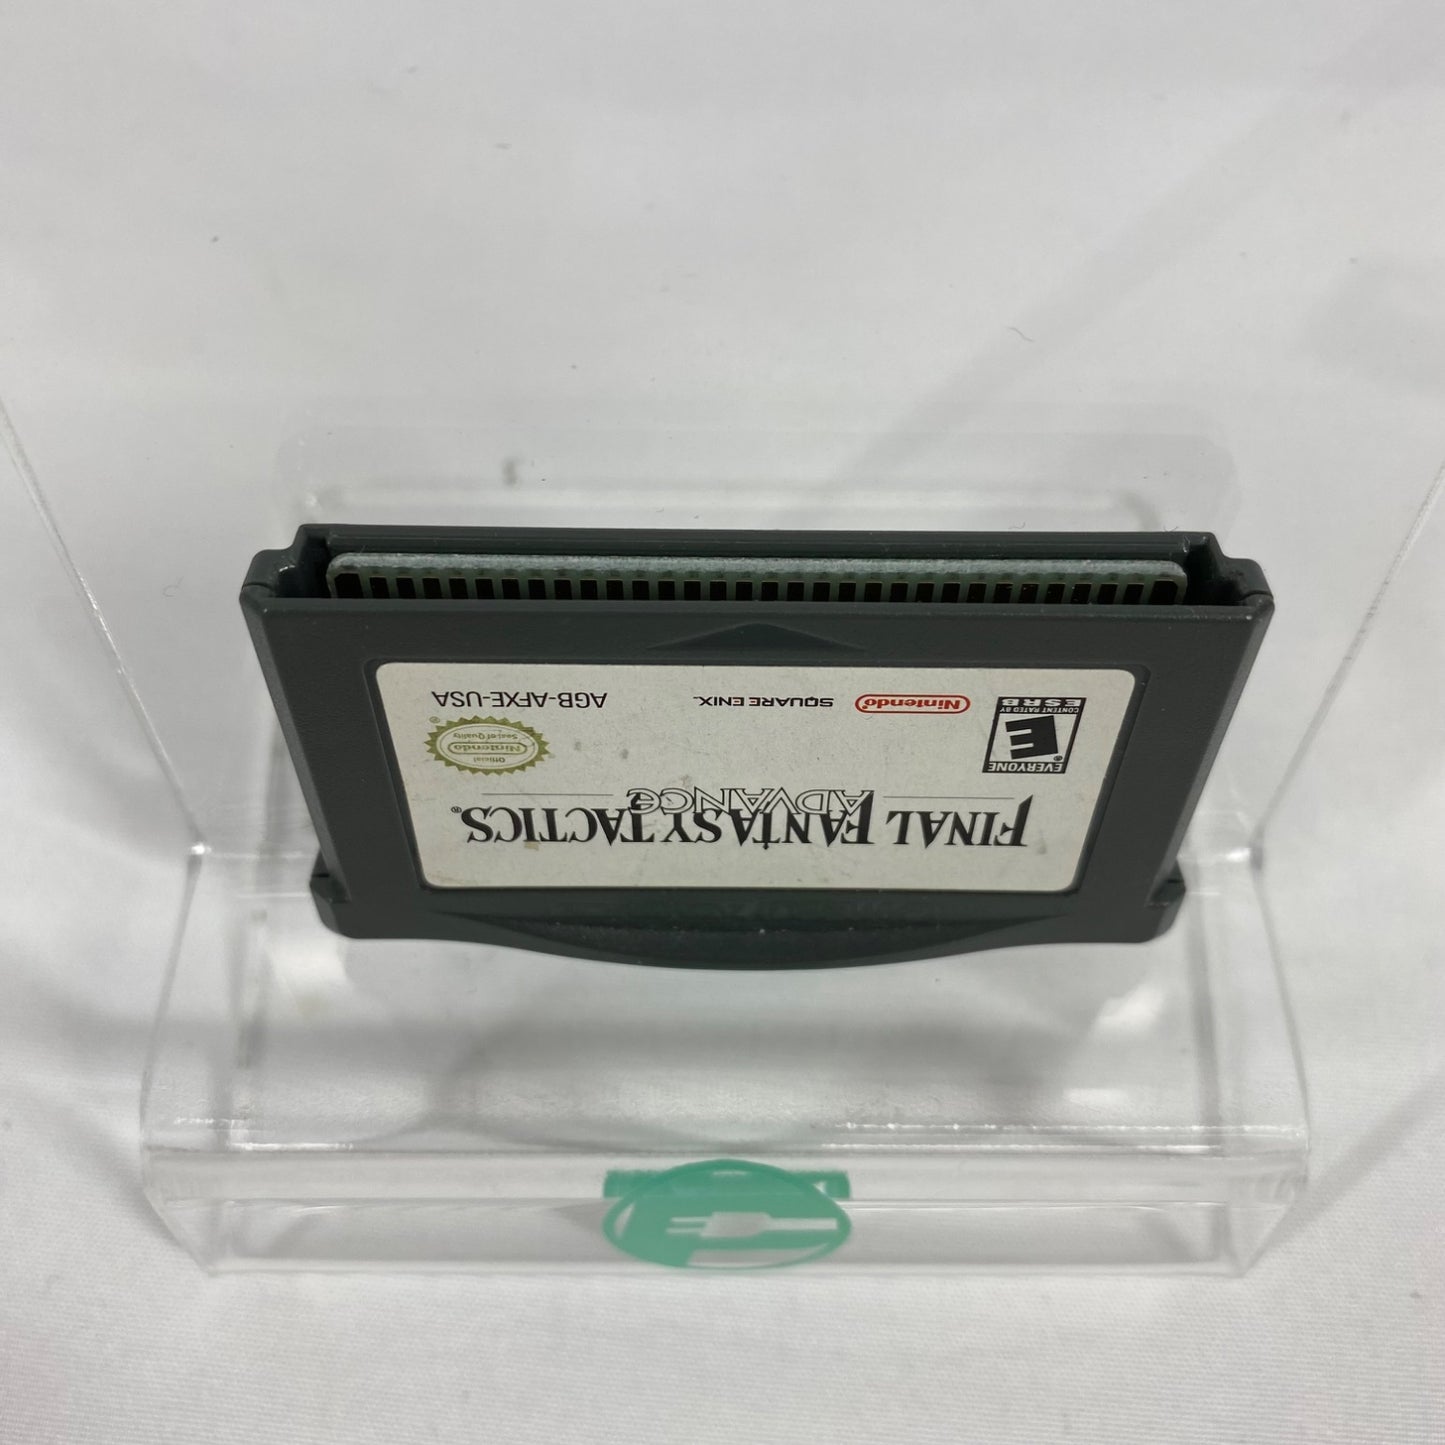 FINAL FANTASY TACTICS®
ADVANCE
EVERYONE
E®
CONTENT RATED BY
ESRB
Official
Nintendo
Seal of Quality
®
Nintendo®
SQUARE ENIX™
AGB-AFXE-USA